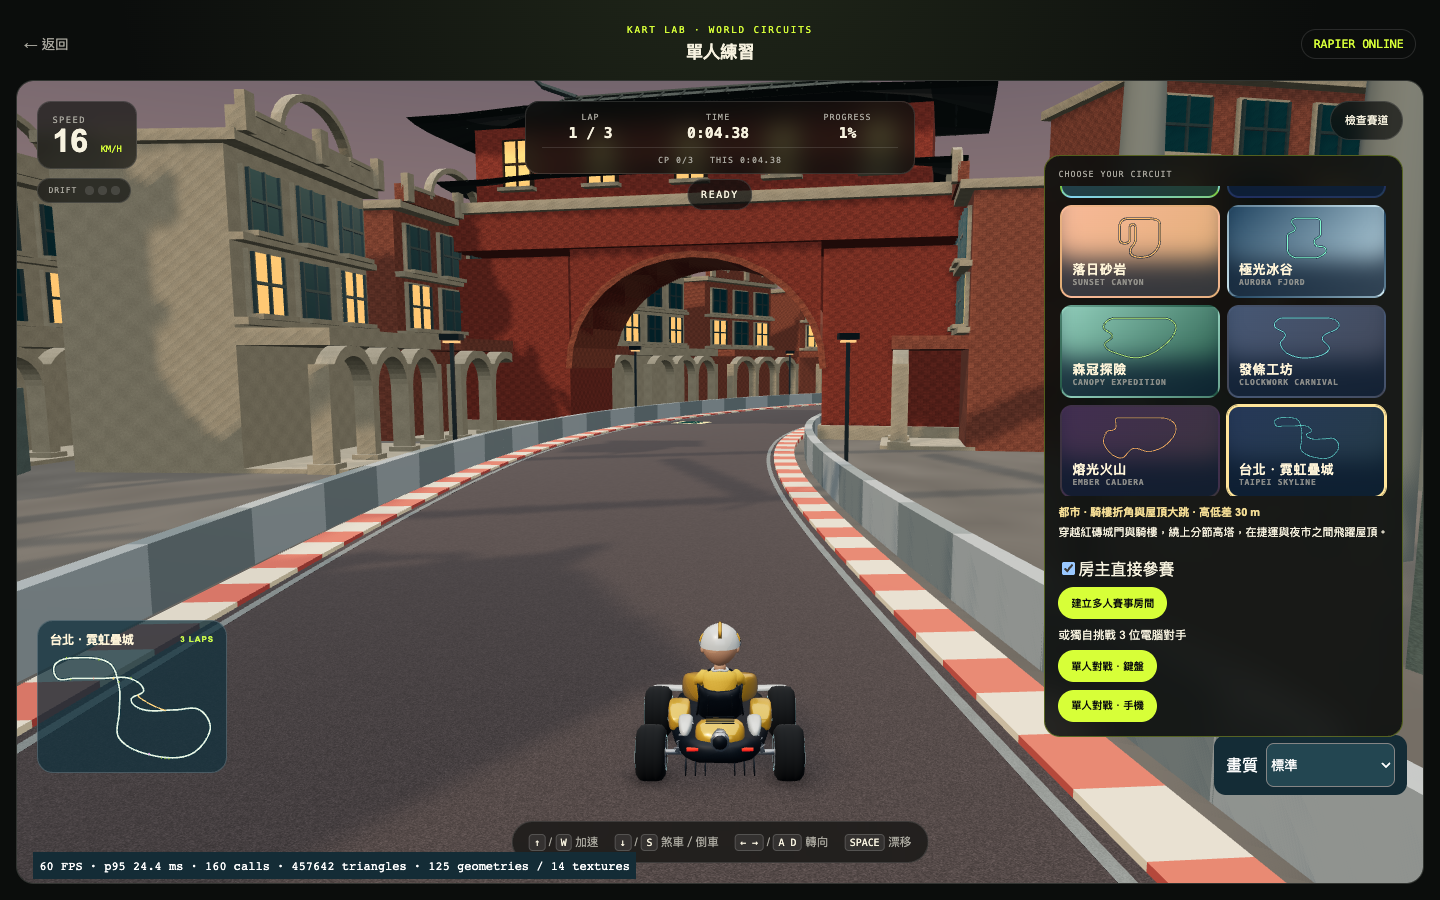 ← 返回
KART LAB · WORLD CIRCUITS
單人練習
RAPIER ONLINE
SPEED
16 KM/H
DRIFT
LAP TIME PROGRESS
1 / 3 0:04.38 1%
CP 0/3 THIS 0:04.38
READY
檢查賽道
CHOOSE YOUR CIRCUIT
落日砂岩
SUNSET CANYON
極光冰谷
AURORA FJORD
森冠探險
CANOPY EXPEDITION
發條工坊
CLOCKWORK CARNIVAL
熔光火山
EMBER CALDERA
台北 · 霓虹疊城
TAIPEI SKYLINE
都市 · 騎樓折角與屋頂大跳 · 高低差 30 m
穿越紅磚城門與騎樓，繞上分節高塔，在捷運與夜市之間飛躍屋頂。
房主直接參賽
建立多人賽事房間
或獨自挑戰 3 位電腦對手
單人對戰 · 鍵盤
單人對戰 · 手機
畫質 標準
台北 · 霓虹疊城 3 LAPS
↑ / W 加速 ↓ / S 煞車 / 倒車 ← → / A D 轉向 SPACE 漂移
60 FPS · p95 24.4 ms · 160 calls · 457642 triangles · 125 geometries / 14 textures